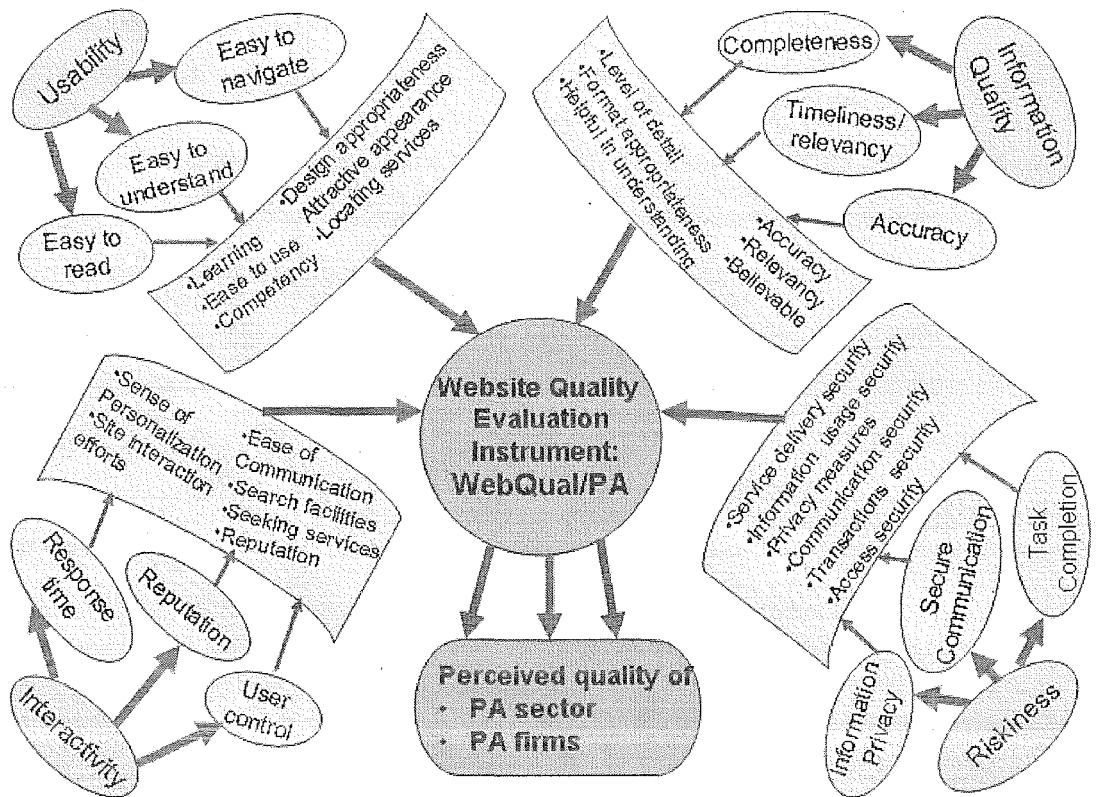 Usability
Easy to
navigate
Easy to
understand
Easy to
read
•Design appropriateness
Attractive appearance
•Locating services
•Learning
•Ease to use
•Competency
Completeness
Timeliness/
relevancy
Accuracy
Information
Quality
•Level of detail
•Format appropriateness
•Helpful in understanding
•Accuracy
•Relevancy
•Believable
Website Quality
Evaluation
Instrument:
WebQual/PA
•Sense of
Personalization
•Site interaction
efforts
•Ease of
Communication
•Search facilities
•Seeking services
•Reputation
Response
time
Reputation
User
control
Interactivity
•Service delivery security
•Information usage security
•Privacy measures
•Communication security
•Transactions security
•Access security
Task
Completion
Secure
Communication
Information
Privacy
Riskiness
Perceived quality of
• PA sector
• PA firms